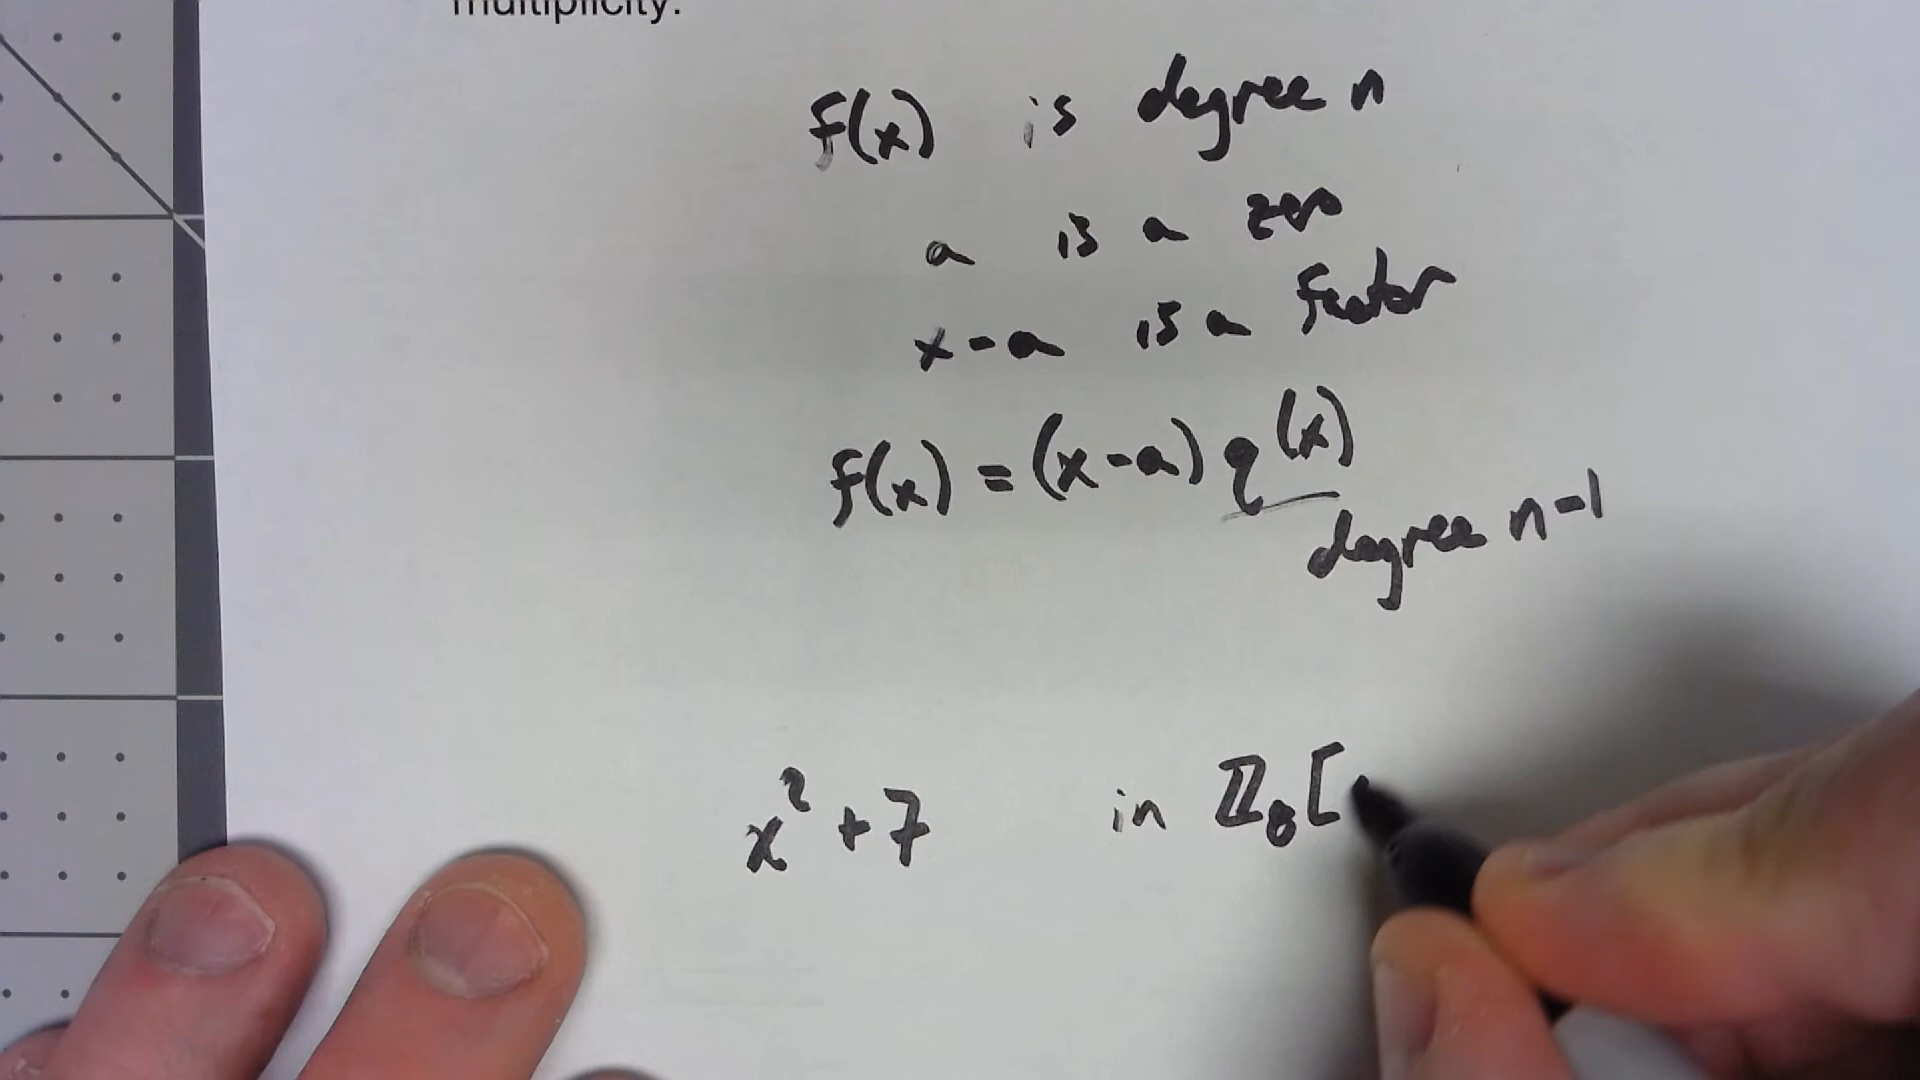 multiplicity.
f(x) is degree n
a is a zero
x-a is a factor
f(x) = (x-a) q(x)
degree n-1
x² + 7 in ℤ₈[